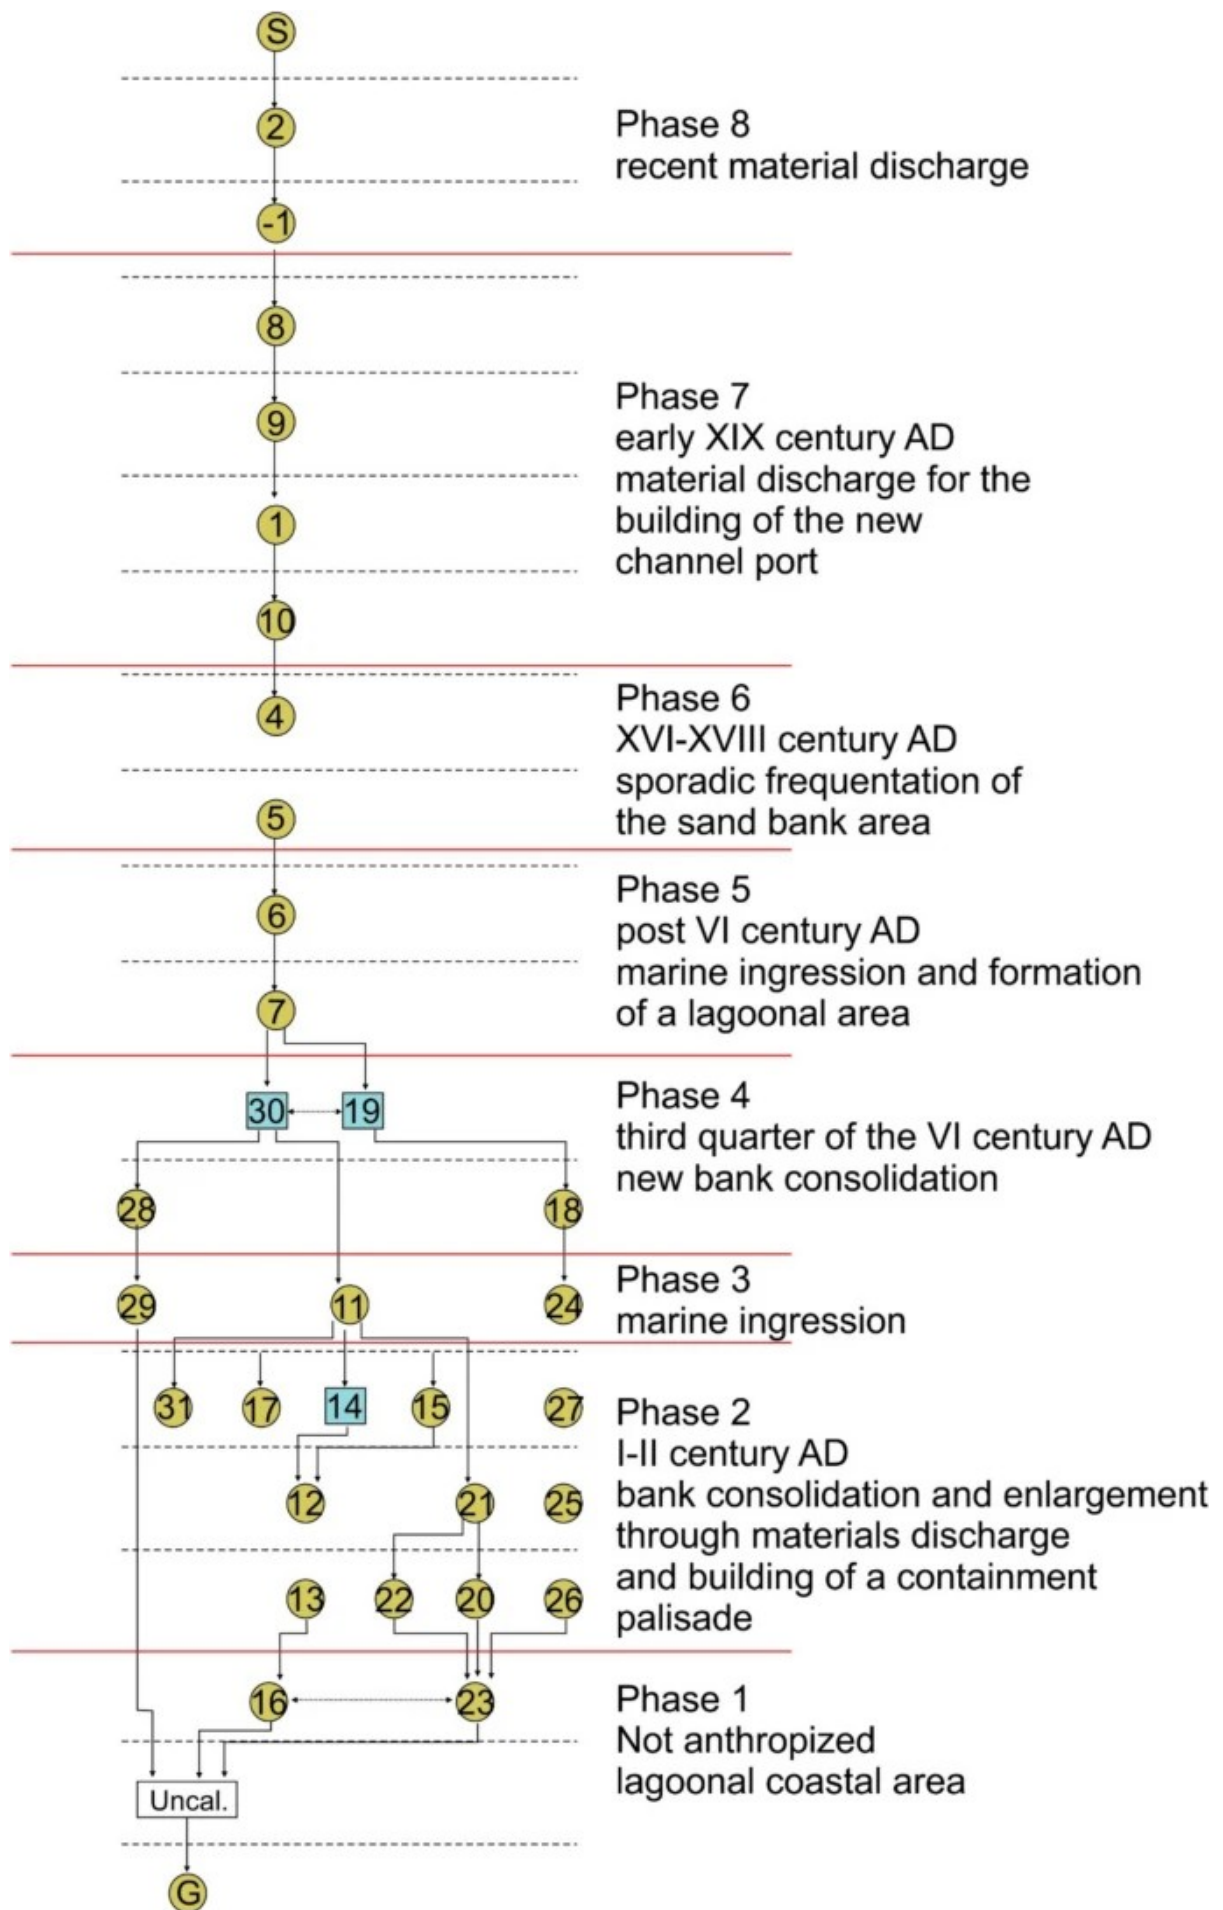 S
2
Phase 8
recent material discharge
-1
8
Phase 7
9
early XIX century AD
material discharge for the
1
building of the new
channel port
10
4
Phase 6
XVI-XVIII century AD
sporadic frequentation of
5
the sand bank area
6
Phase 5
post VI century AD
marine ingression and formation
7
of a lagoonal area
30 19
Phase 4
third quarter of the VI century AD
new bank consolidation
28 18
29 11 24
Phase 3
marine ingression
31 17 14 15 27
Phase 2
I-II century AD
12 21 25
bank consolidation and enlargement
through materials discharge
13 22 20 26
and building of a containment
palisade
16 23
Phase 1
Not anthropized
lagoonal coastal area
Uncal.
G